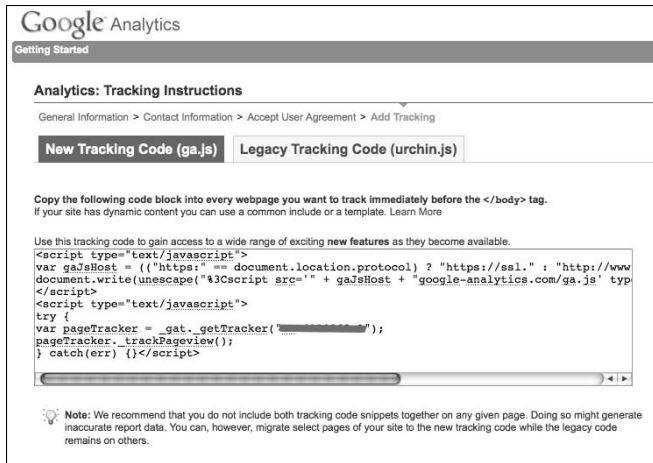 Google Analytics
Getting Started
Analytics: Tracking Instructions
General Information > Contact Information > Accept User Agreement > Add Tracking
New Tracking Code (ga.js) Legacy Tracking Code (urchin.js)
Copy the following code block into every webpage you want to track immediately before the </body> tag.
If your site has dynamic content you can use a common include or a template. Learn More
Use this tracking code to gain access to a wide range of exciting new features as they become available.
<script type="text/javascript">
var gaJsHost = (("https:" == document.location.protocol) ? "https://ssl." : "http://www
document.write(unescape("%3Cscript src='" + gaJsHost + "google-analytics.com/ga.js' typ
</script>
<script type="text/javascript">
try {
var pageTracker = _gat._getTracker("");
pageTracker._trackPageview();
} catch(err) {}</script>
Note: We recommend that you do not include both tracking code snippets together on any given page. Doing so might generate
inaccurate report data. You can, however, migrate select pages of your site to the new tracking code while the legacy code
remains on others.